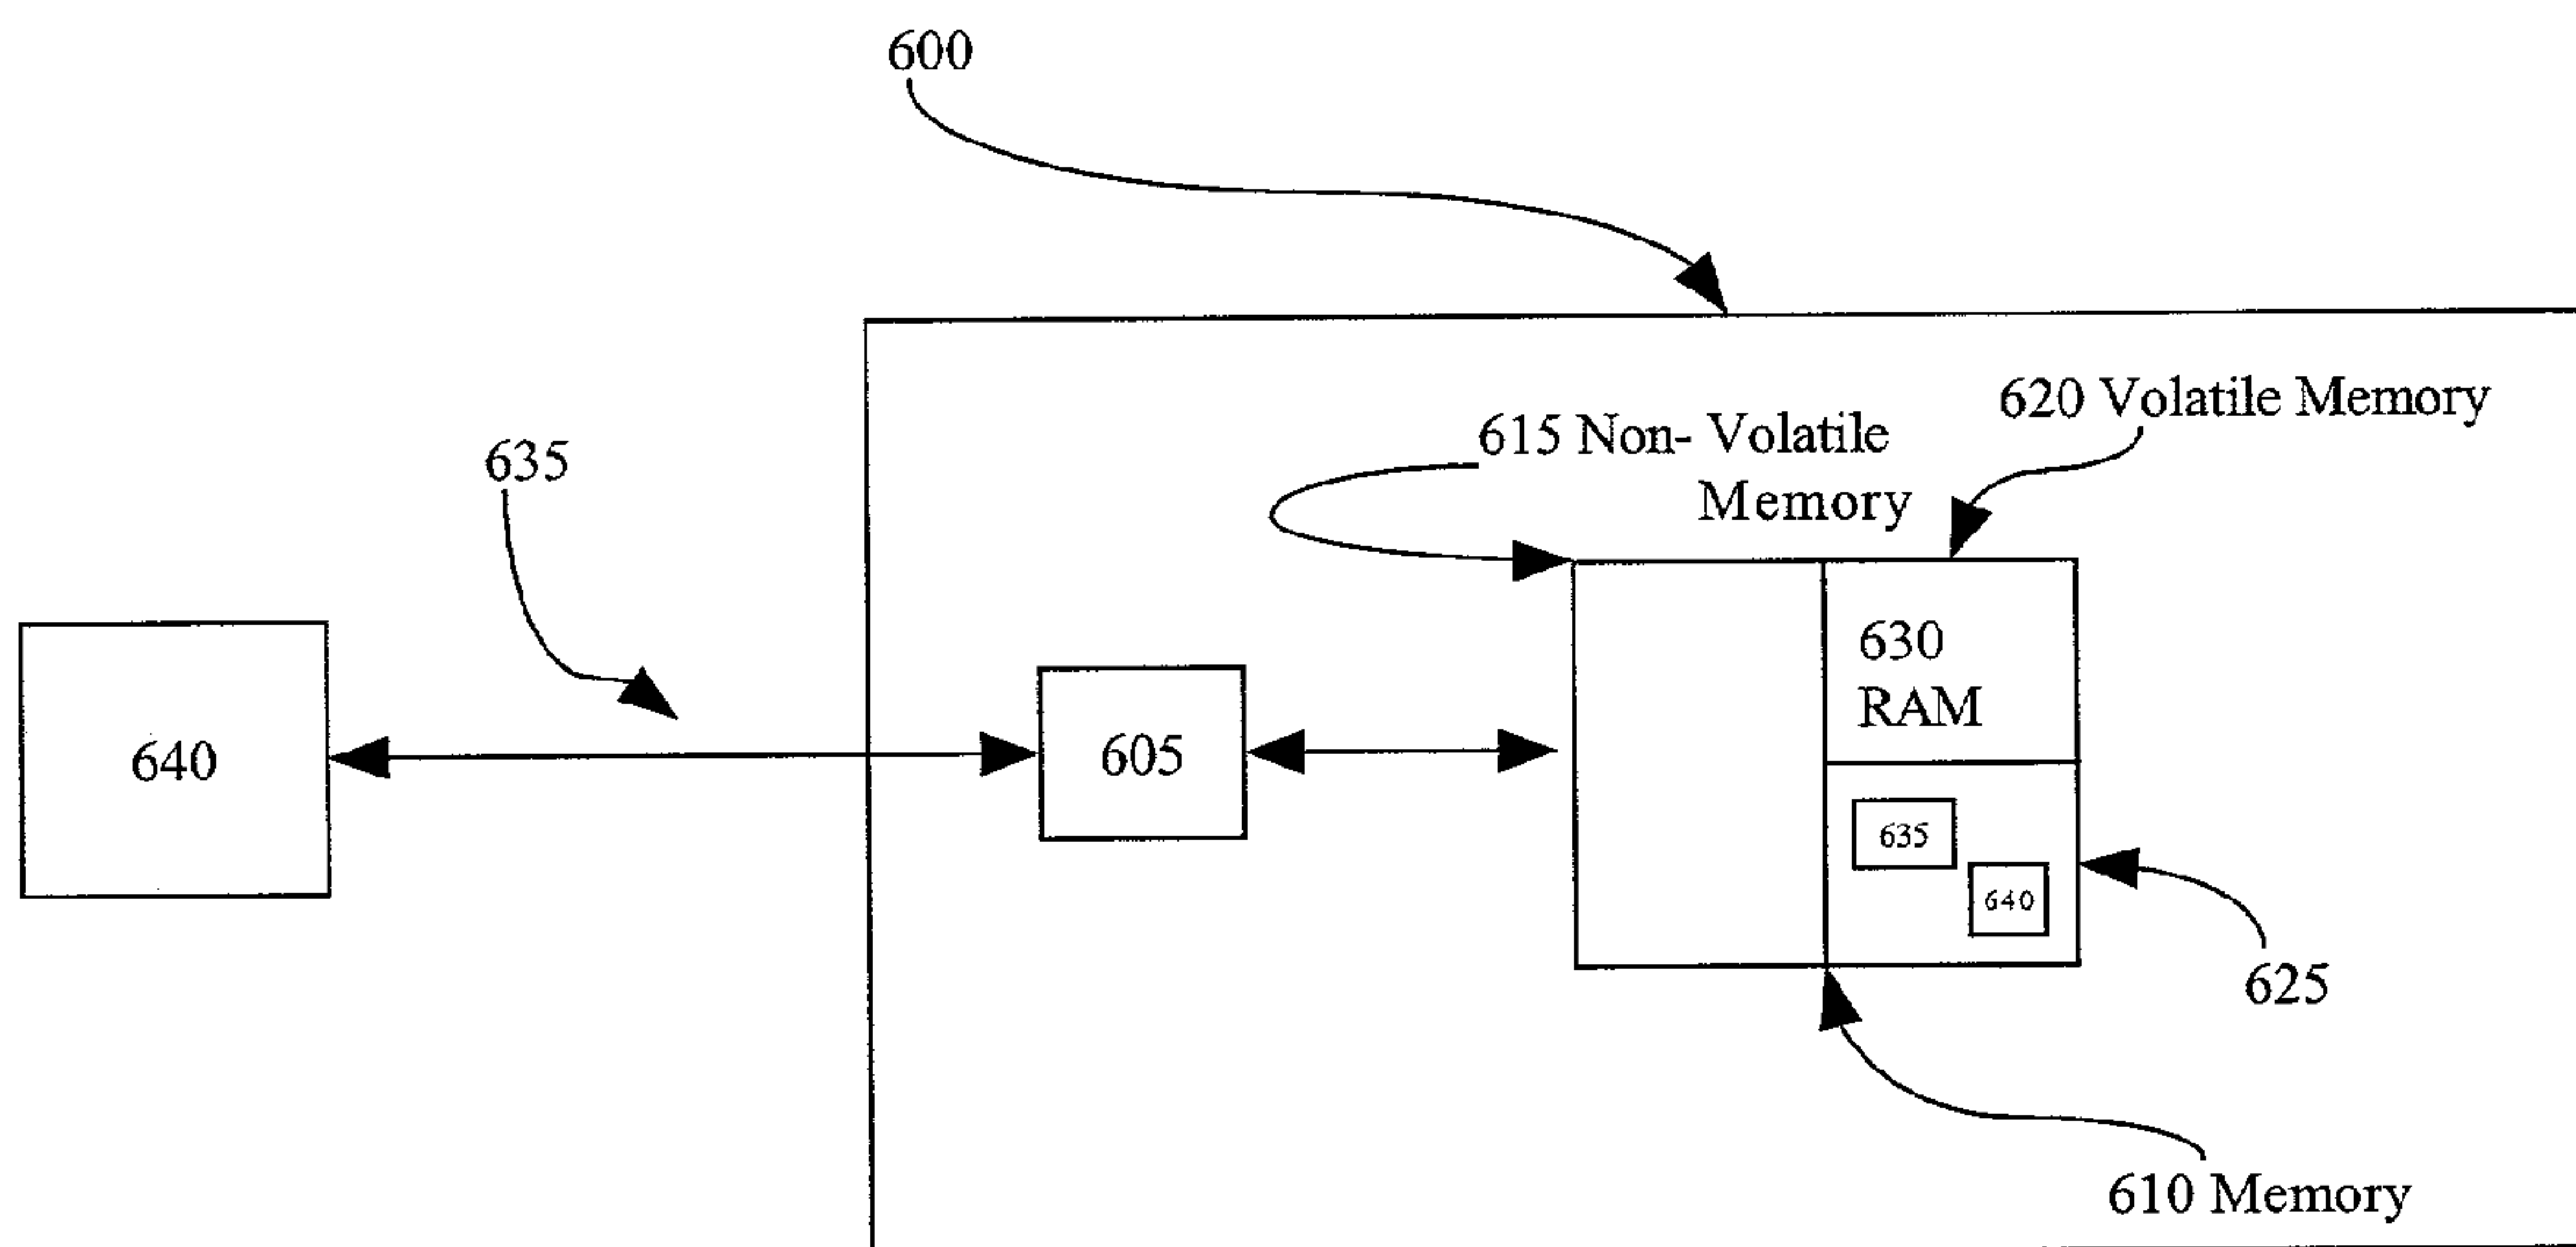 600
620 Volatile Memory
615 Non- Volatile
Memory
635
630
RAM
640
605
635
640
625
610 Memory